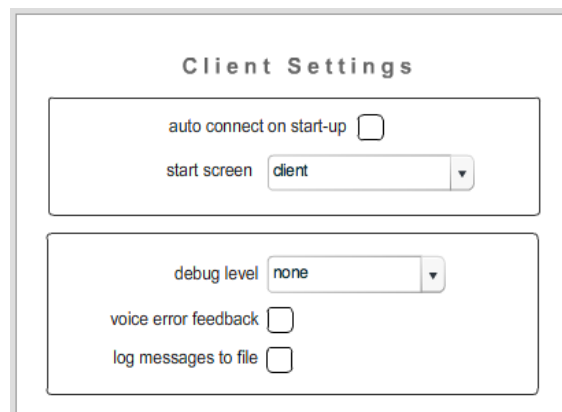 Client Settings
auto connect on start-up
start screen client
debug level none
voice error feedback
log messages to file